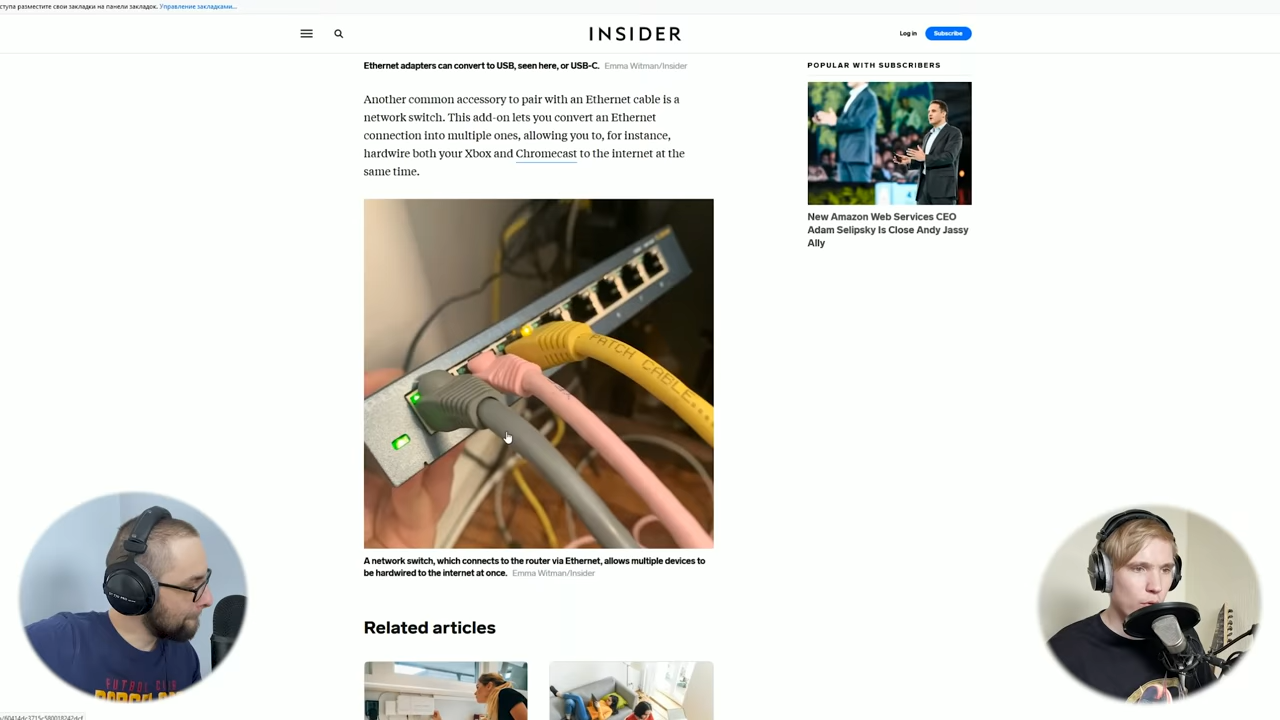 ступа разместите свои закладки на панели закладок. Управление закладками...
INSIDER
Log in
Subscribe
Ethernet adapters can convert to USB, seen here, or USB-C. Emma Witman/Insider
Another common accessory to pair with an Ethernet cable is a
network switch. This add-on lets you convert an Ethernet
connection into multiple ones, allowing you to, for instance,
hardwire both your Xbox and Chromecast to the internet at the
same time.
POPULAR WITH SUBSCRIBERS
New Amazon Web Services CEO
Adam Selipsky Is Close Andy Jassy
Ally
PATCH CABLE
A network switch, which connects to the router via Ethernet, allows multiple devices to
be hardwired to the internet at once. Emma Witman/Insider
Related articles
FUTBOL CLUB